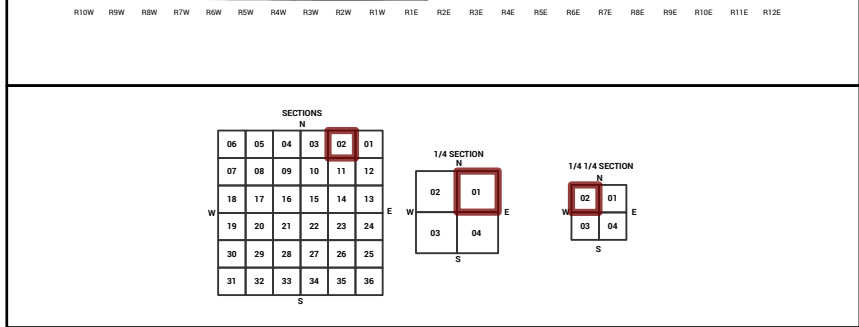 R10W R9W R8W R7W R6W R5W R4W R3W R2W R1W R1E R2E R3E R4E R5E R6E R7E R8E R9E R10E R11E R12E
SECTIONS
N
06 05 04 03 02 01
07 08 09 10 11 12
18 17 16 15 14 13
W E
19 20 21 22 23 24
30 29 28 27 26 25
31 32 33 34 35 36
S
1/4 SECTION
N
02 01
W E
03 04
S
1/4 1/4 SECTION
N
02 01
W E
03 04
S